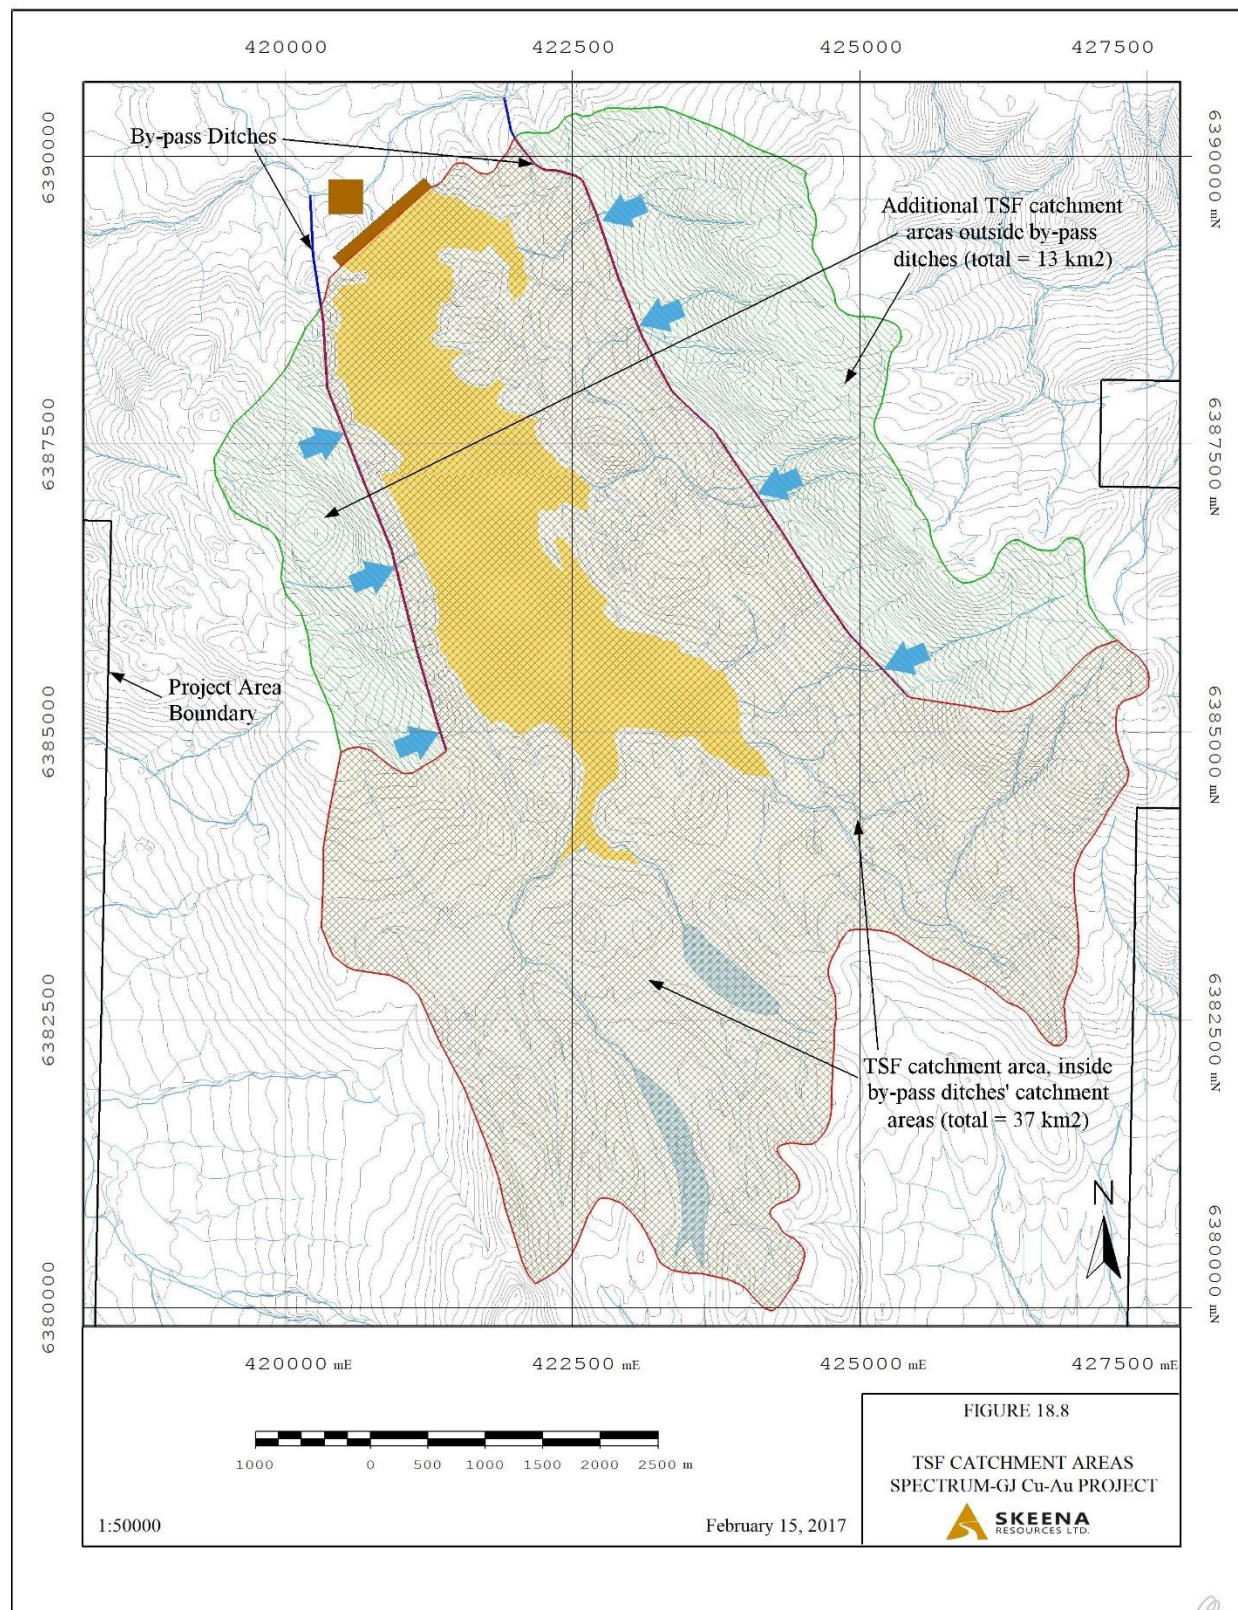 420000 422500 425000 427500
6390000
6390000 mN
By-pass Ditches
Additional TSF catchment
areas outside by-pass
ditches (total = 13 km2)
6387500
6387500 mN
Project Area
Boundary
6385000
6385000 mN
6382500
6382500 mN
TSF catchment area, inside
by-pass ditches' catchment
areas (total = 37 km2)
N
6380000
6380000 mN
420000 mE 422500 mE 425000 mE 427500 mE
1000 0 500 1000 1500 2000 2500 m
1:50000
February 15, 2017
FIGURE 18.8
TSF CATCHMENT AREAS
SPECTRUM-GJ Cu-Au PROJECT
SKEENA
RESOURCES LTD.